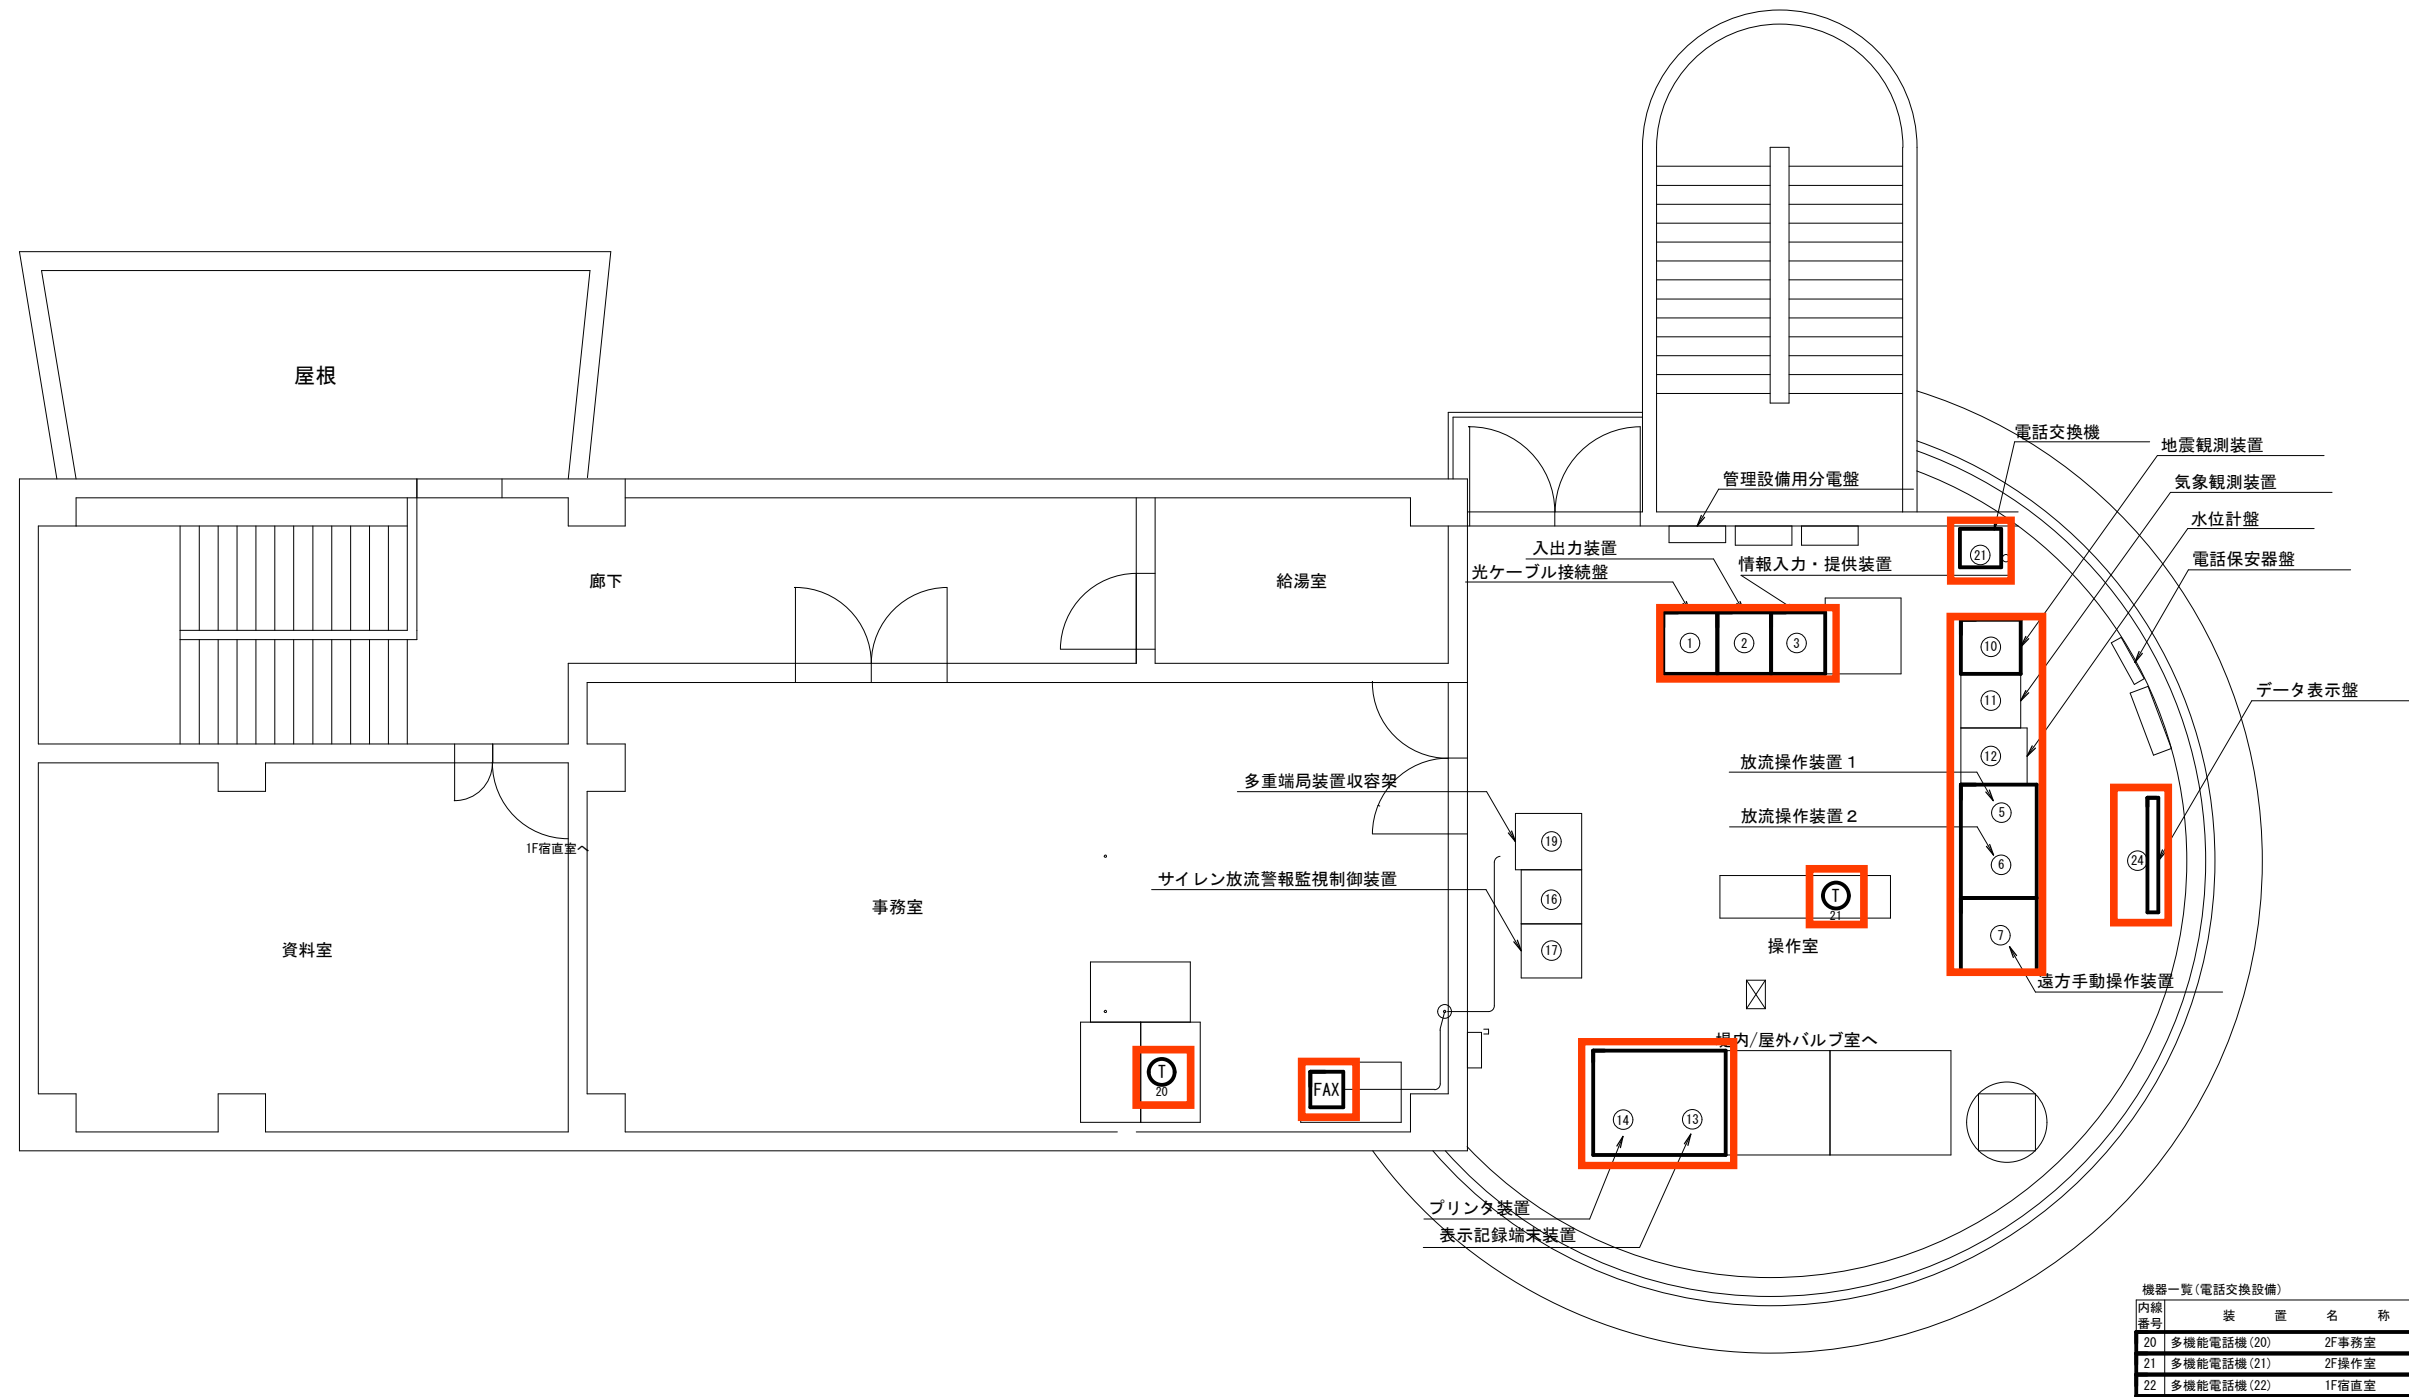 屋根
電話交換機
地震観測装置
管理設備用分電盤
気象観測装置
水位計盤
入出力装置
21
電話保安器盤
光ケーブル接続盤
情報入力・提供装置
廊下
給湯室
1
2
3
10
11
データ表示盤
12
放流操作装置1
多重端局装置収容架
5
放流操作装置2
19
1F宿直室へ
6
24
サイレン放流警報監視制御装置
T
21
16
事務室
7
資料室
操作室
17
遠方手動操作装置
堤内/屋外バルブ室へ
T
20
FAX
14
13
プリンタ装置
表示記録端末装置
機器一覧(電話交換設備)
内線番号 装置名称
20 多機能電話機(20) 2F事務室
21 多機能電話機(21) 2F操作室
22 多機能電話機(22) 1F宿直室